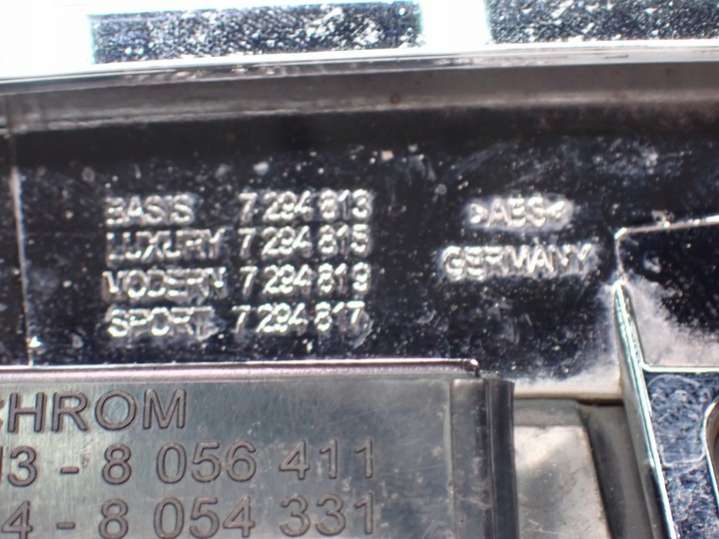 BASIS 7 294 813
LUXURY 7 294 815
MODERN 7 294 819
SPORT 7 294 817
>ABS<
GERMANY
CHROM
- 8 056 411
4 - 8 054 331